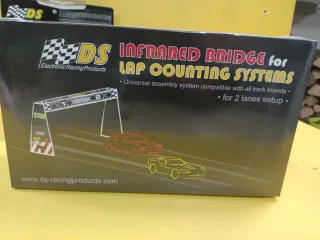 DS
Electronic Racing Products
INFRARED BRIDGE for
LAP COUNTING SYSTEMS
• Universal assembly system compatible with all track brands •
• for 2 lanes setup •
www.ds-racingproducts.com